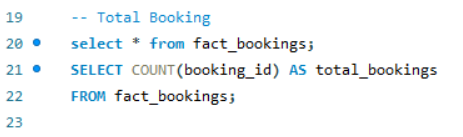 19 -- Total Booking
20 select * from fact_bookings;
21 SELECT COUNT(booking_id) AS total_bookings
22 FROM fact_bookings;
23